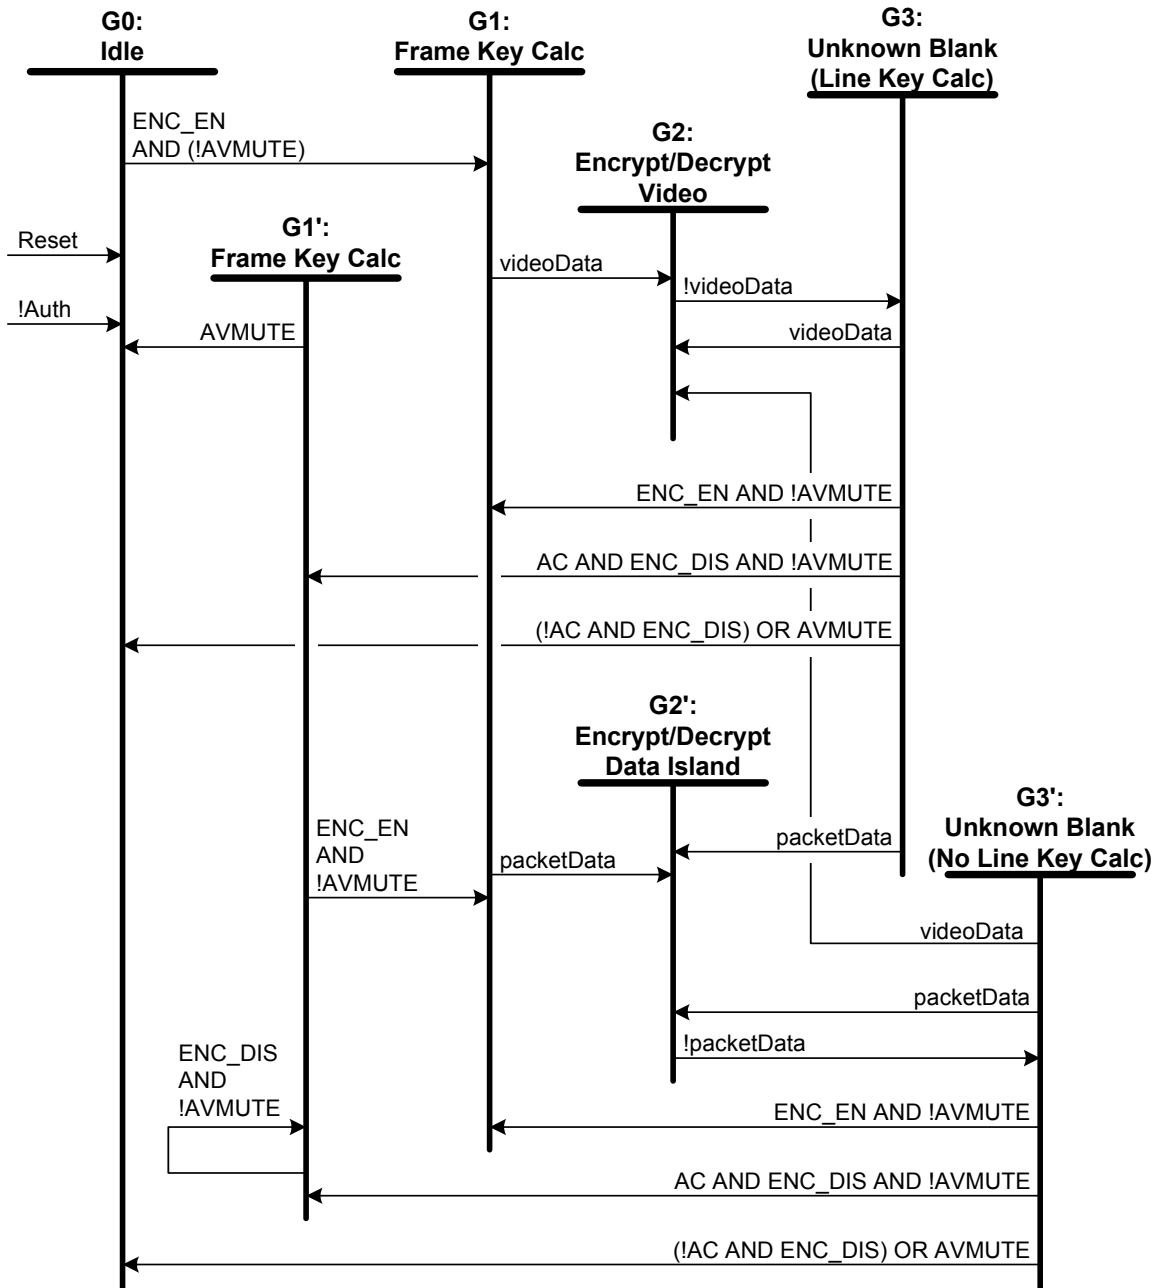 G0:
Idle
G1:
Frame Key Calc
G3:
Unknown Blank
(Line Key Calc)
ENC_EN
AND (!AVMUTE)
G2:
Encrypt/Decrypt
Video
Reset
G1':
Frame Key Calc
videoData
!videoData
!Auth
AVMUTE
videoData
ENC_EN AND !AVMUTE
AC AND ENC_DIS AND !AVMUTE
(!AC AND ENC_DIS) OR AVMUTE
G2':
Encrypt/Decrypt
Data Island
G3':
Unknown Blank
(No Line Key Calc)
ENC_EN
AND
!AVMUTE
packetData
packetData
videoData
packetData
!packetData
ENC_DIS
AND
!AVMUTE
ENC_EN AND !AVMUTE
AC AND ENC_DIS AND !AVMUTE
(!AC AND ENC_DIS) OR AVMUTE